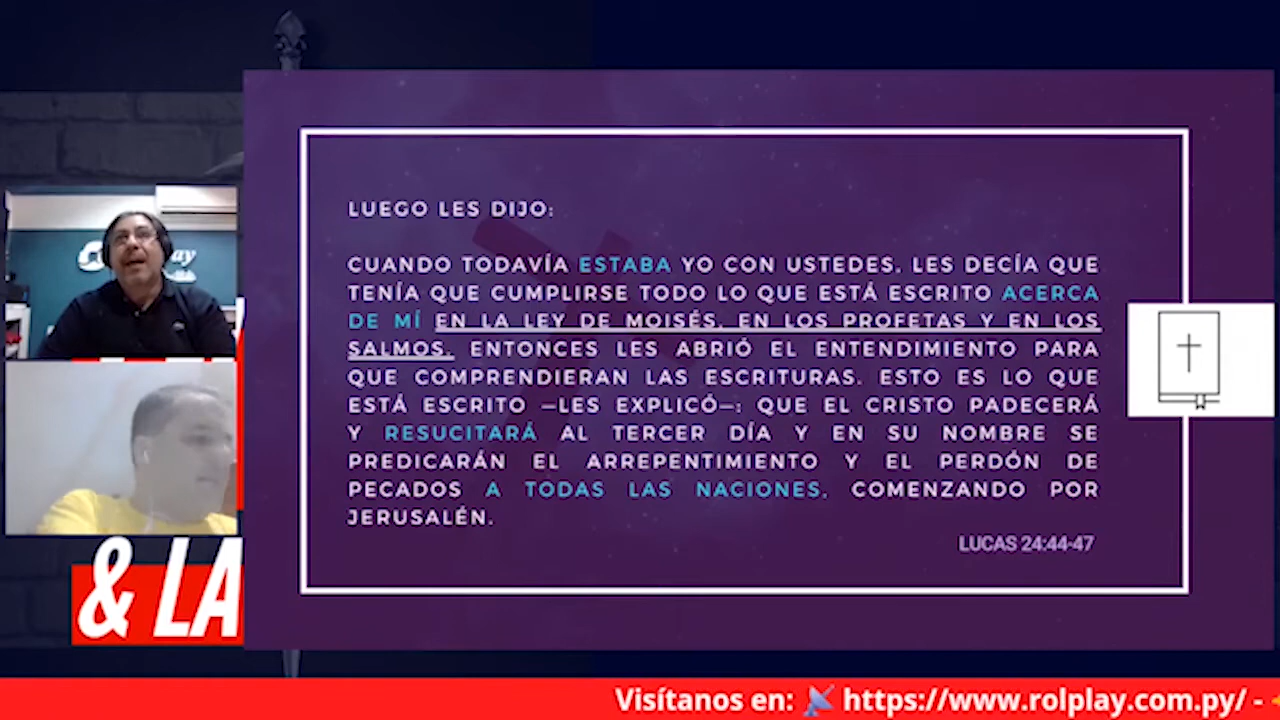 LUEGO LES DIJO:
CUANDO TODAVÍA ESTABA YO CON USTEDES, LES DECÍA QUE
TENÍA QUE CUMPLIRSE TODO LO QUE ESTÁ ESCRITO ACERCA
DE MÍ EN LA LEY DE MOISÉS, EN LOS PROFETAS Y EN LOS
SALMOS. ENTONCES LES ABRIÓ EL ENTENDIMIENTO PARA
QUE COMPRENDIERAN LAS ESCRITURAS. ESTO ES LO QUE
ESTÁ ESCRITO —LES EXPLICÓ—: QUE EL CRISTO PADECERÁ
Y RESUCITARÁ AL TERCER DÍA Y EN SU NOMBRE SE
PREDICARÁN EL ARREPENTIMIENTO Y EL PERDÓN DE
PECADOS A TODAS LAS NACIONES, COMENZANDO POR
JERUSALÉN.
LUCAS 24:44-47
& LA
Visítanos en: https://www.rolplay.com.py/ -